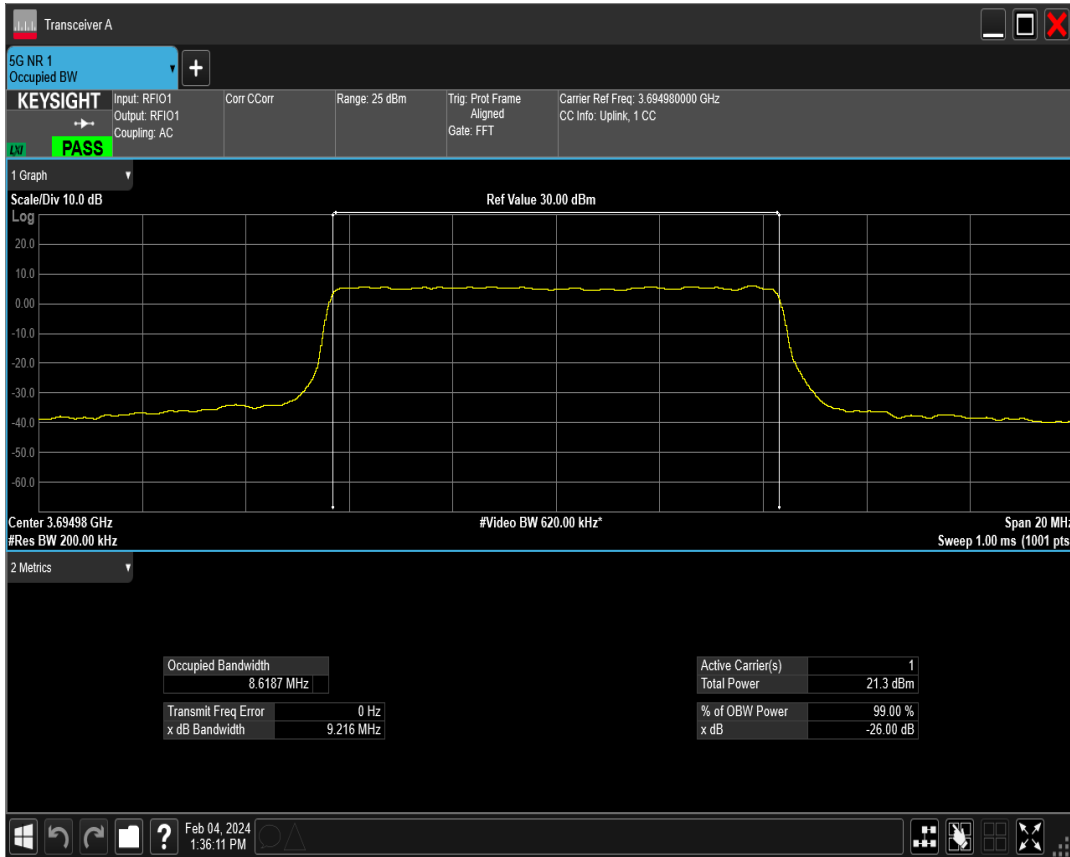 Transceiver A
5G NR 1
Occupied BW
KEYSIGHT
LXI
PASS
Input: RFIO1
Output: RFIO1
Coupling: AC
Corr CCorr
Range: 25 dBm
Trig: Prot Frame
Aligned
Gate: FFT
Carrier Ref Freq: 3.694980000 GHz
CC Info: Uplink, 1 CC
1 Graph
Scale/Div 10.0 dB
Ref Value 30.00 dBm
Log
20.0
10.0
0.00
-10.0
-20.0
-30.0
-40.0
-50.0
-60.0
Center 3.69498 GHz
#Video BW 620.00 kHz*
Span 20 MHz
#Res BW 200.00 kHz
Sweep 1.00 ms (1001 pts
2 Metrics
Occupied Bandwidth
8.6187 MHz
Transmit Freq Error 0 Hz
x dB Bandwidth 9.216 MHz
Active Carrier(s) 1
Total Power 21.3 dBm
% of OBW Power 99.00 %
x dB -26.00 dB
?
Feb 04, 2024
1:36:11 PM